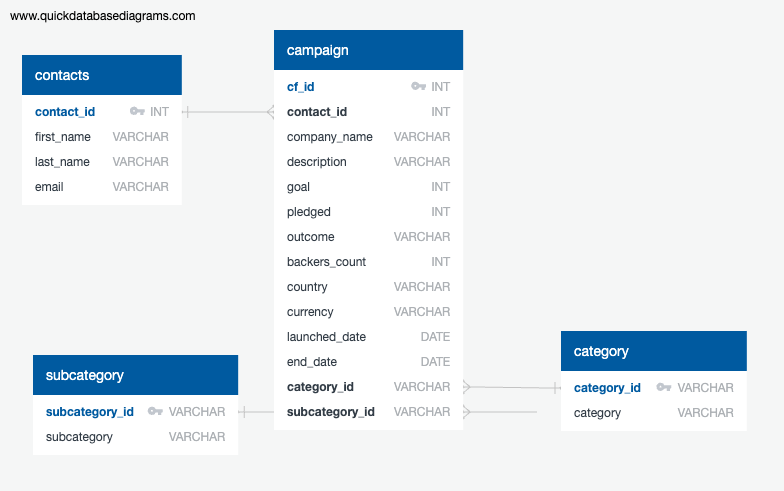 www.quickdatabasediagrams.com
contacts
contact_id INT
first_name VARCHAR
last_name VARCHAR
email VARCHAR
campaign
cf_id INT
contact_id INT
company_name VARCHAR
description VARCHAR
goal INT
pledged INT
outcome VARCHAR
backers_count INT
country VARCHAR
currency VARCHAR
launched_date DATE
end_date DATE
category_id VARCHAR
subcategory_id VARCHAR
subcategory
subcategory_id VARCHAR
subcategory VARCHAR
category
category_id VARCHAR
category VARCHAR